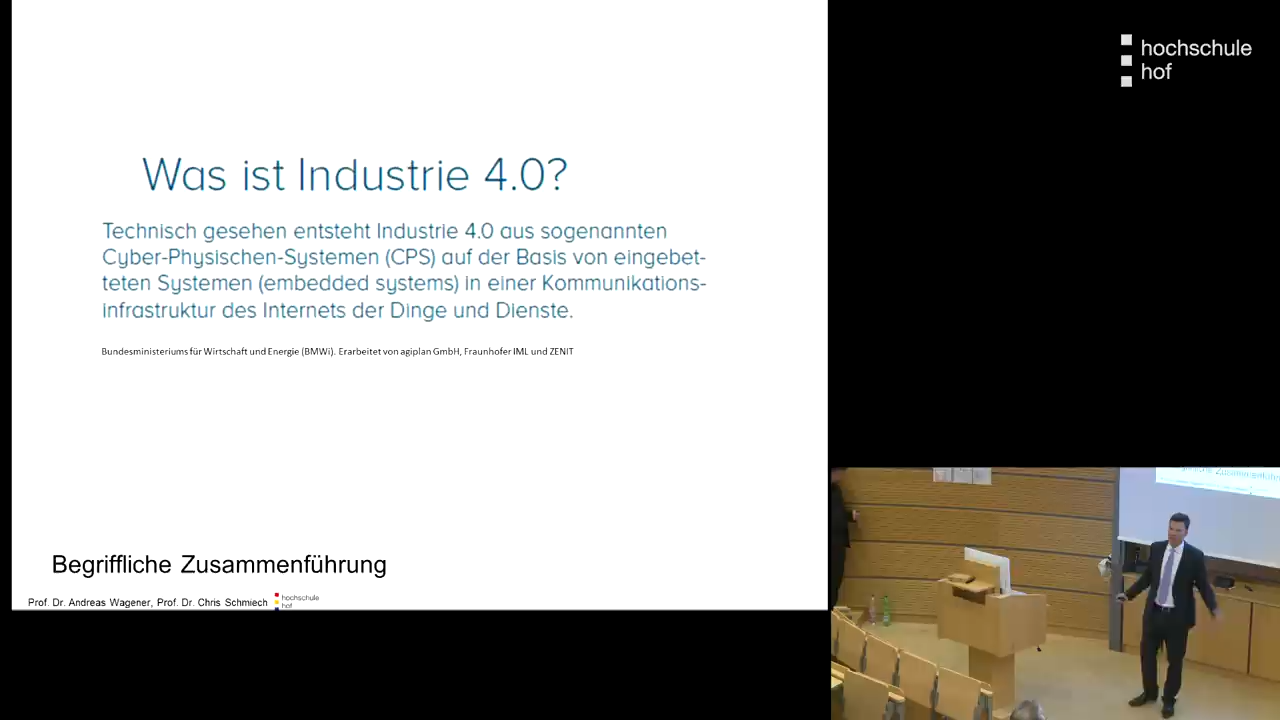 hochschule
hof
Was ist Industrie 4.0?
Technisch gesehen entsteht Industrie 4.0 aus sogenannten
Cyber-Physischen-Systemen (CPS) auf der Basis von eingebet-
teten Systemen (embedded systems) in einer Kommunikations-
infrastruktur des Internets der Dinge und Dienste.
Bundesministeriums für Wirtschaft und Energie (BMWi). Erarbeitet von agiplan GmbH, Fraunhofer IML und ZENIT
Begriffliche Zusammenführung
Prof. Dr. Andreas Wagener, Prof. Dr. Chris Schmiech
hochschule
hof